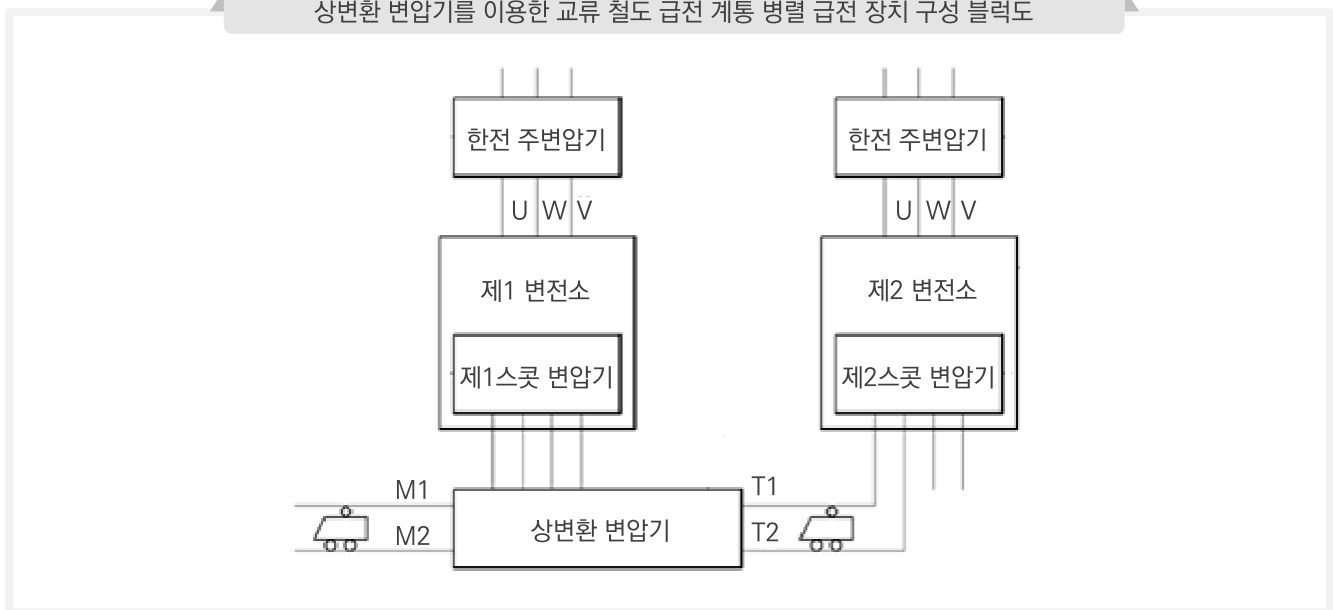 상변환 변압기를 이용한 교류 철도 급전 계통 병렬 급전 장치 구성 블럭도
한전 주변압기
한전 주변압기
U W V
U W V
제1 변전소
제2 변전소
제1스콧 변압기
제2스콧 변압기
M1
T1
상변환 변압기
M2
T2